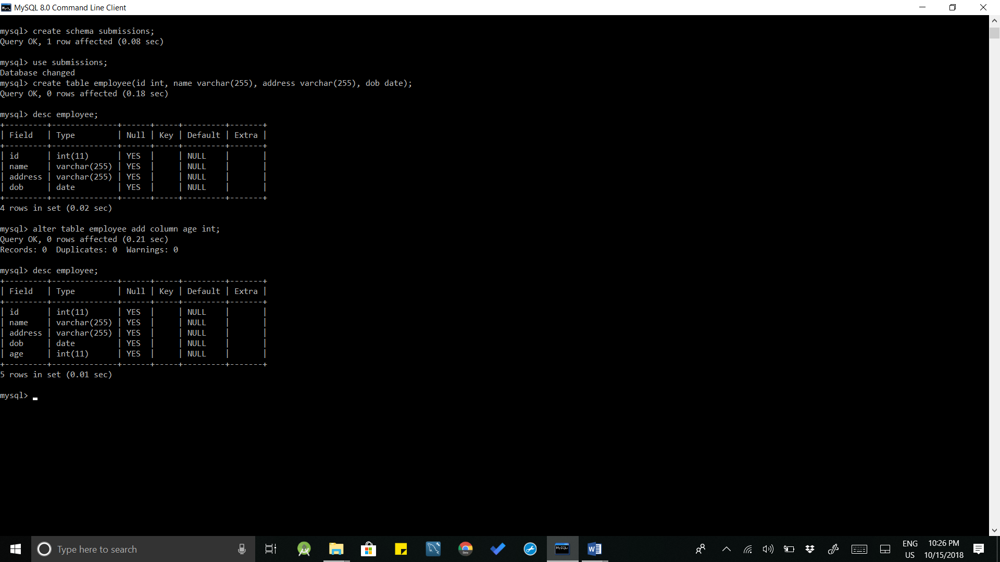 MySQL 8.0 Command Line Client
mysql> create schema submissions;
Query OK, 1 row affected (0.08 sec)
mysql> use submissions;
Database changed
mysql> create table employee(id int, name varchar(255), address varchar(255), dob date);
Query OK, 0 rows affected (0.18 sec)
mysql> desc employee;
+---------+--------------+------+-----+---------+-------+
| Field   | Type         | Null | Key | Default | Extra |
+---------+--------------+------+-----+---------+-------+
| id      | int(11)      | YES  |     | NULL    |       |
| name    | varchar(255) | YES  |     | NULL    |       |
| address | varchar(255) | YES  |     | NULL    |       |
| dob     | date         | YES  |     | NULL    |       |
+---------+--------------+------+-----+---------+-------+
4 rows in set (0.02 sec)
mysql> alter table employee add column age int;
Query OK, 0 rows affected (0.21 sec)
Records: 0  Duplicates: 0  Warnings: 0
mysql> desc employee;
+---------+--------------+------+-----+---------+-------+
| Field   | Type         | Null | Key | Default | Extra |
+---------+--------------+------+-----+---------+-------+
| id      | int(11)      | YES  |     | NULL    |       |
| name    | varchar(255) | YES  |     | NULL    |       |
| address | varchar(255) | YES  |     | NULL    |       |
| dob     | date         | YES  |     | NULL    |       |
| age     | int(11)      | YES  |     | NULL    |       |
+---------+--------------+------+-----+---------+-------+
5 rows in set (0.01 sec)
mysql>
Type here to search
ENG
US
10:26 PM
10/15/2018